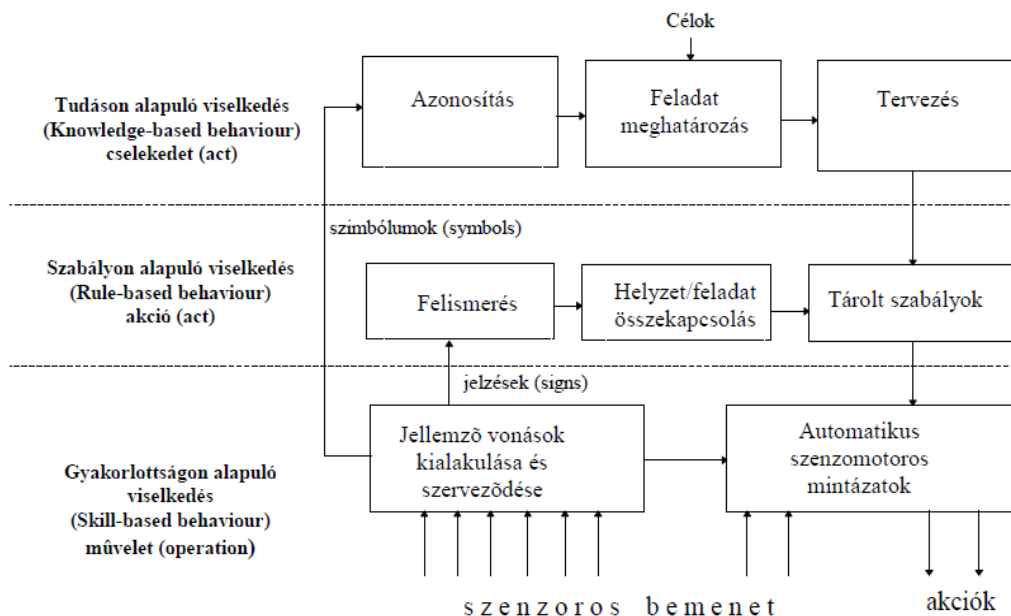 Célok
Tudáson alapuló viselkedés
(Knowledge-based behaviour)
cselekedet (act)
Azonosítás
Feladat
meghatározás
Tervezés
szimbólumok (symbols)
Szabályon alapuló viselkedés
(Rule-based behaviour)
akció (act)
Felismerés
Helyzet/feladat
összekapcsolás
Tárolt szabályok
jelzések (signs)
Gyakorlottságon alapuló
viselkedés
(Skill-based behaviour)
mûvelet (operation)
Jellemzõ vonások
kialakulása és
szervezõdése
Automatikus
szenzomotoros
mintázatok
szenzoros bemenet
akciók